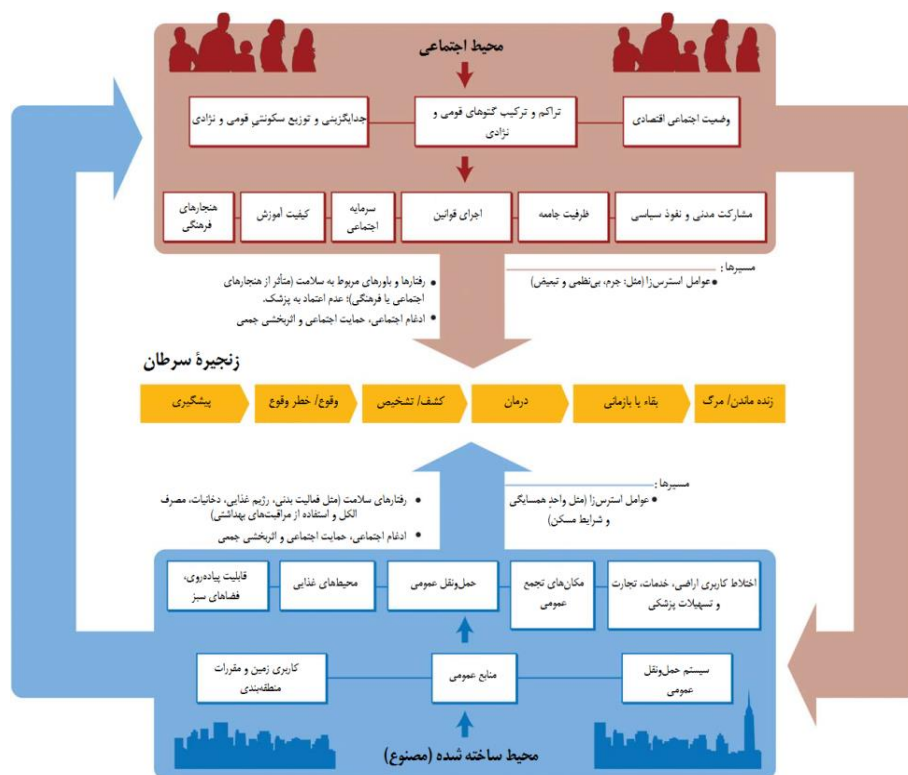 محیط اجتماعی
وضعیت اجتماعی اقتصادی
تراکم و ترکیب گتوهای قومی و
نژادی
جدایگزینی و توزیع سکونتیِ قومی و نژادی
مشارکت مدنی و نفوذ سیاسی
ظرفیت جامعه
اجرای قوانین
سرمایه
اجتماعی
کیفیت آموزش
هنجارهای
فرهنگی
مسیرها:
● عوامل استرس‌زا (مثل: جرم، بی‌نظمی و تبعیض)
● رفتارها و باورهای مربوط به سلامت (متأثر از هنجارهای
اجتماعی یا فرهنگی)؛ عدم اعتماد به پزشک.
● ادغام اجتماعی، حمایت اجتماعی و اثربخشی جمعی
زنجیرهٔ سرطان
پیشگیری
وقوع/ خطر وقوع
کشف/ تشخیص
درمان
بقاء یا بازمانی
زنده ماندن/ مرگ
مسیرها:
● عوامل استرس‌زا (مثل واحدِ همسایگی
و شرایط مسکن)
● رفتارهای سلامت (مثل فعالیت بدنی، رژیم غذایی، دخانیات، مصرف
الکل و استفاده از مراقبت‌های بهداشتی)
● ادغام اجتماعی، حمایت اجتماعی و اثربخشی جمعی
اختلاط کاربری اراضی، خدمات، تجارت
و تسهیلات پزشکی
مکان‌های تجمع
عمومی
حمل‌ونقل عمومی
محیط‌های غذایی
قابلیت پیاده‌روی،
فضاهای سبز
سیستم حمل‌ونقل
عمومی
منابع عمومی
کاربری زمین و مقررات
منطقه‌بندی
محیط ساخته شده (مصنوع)